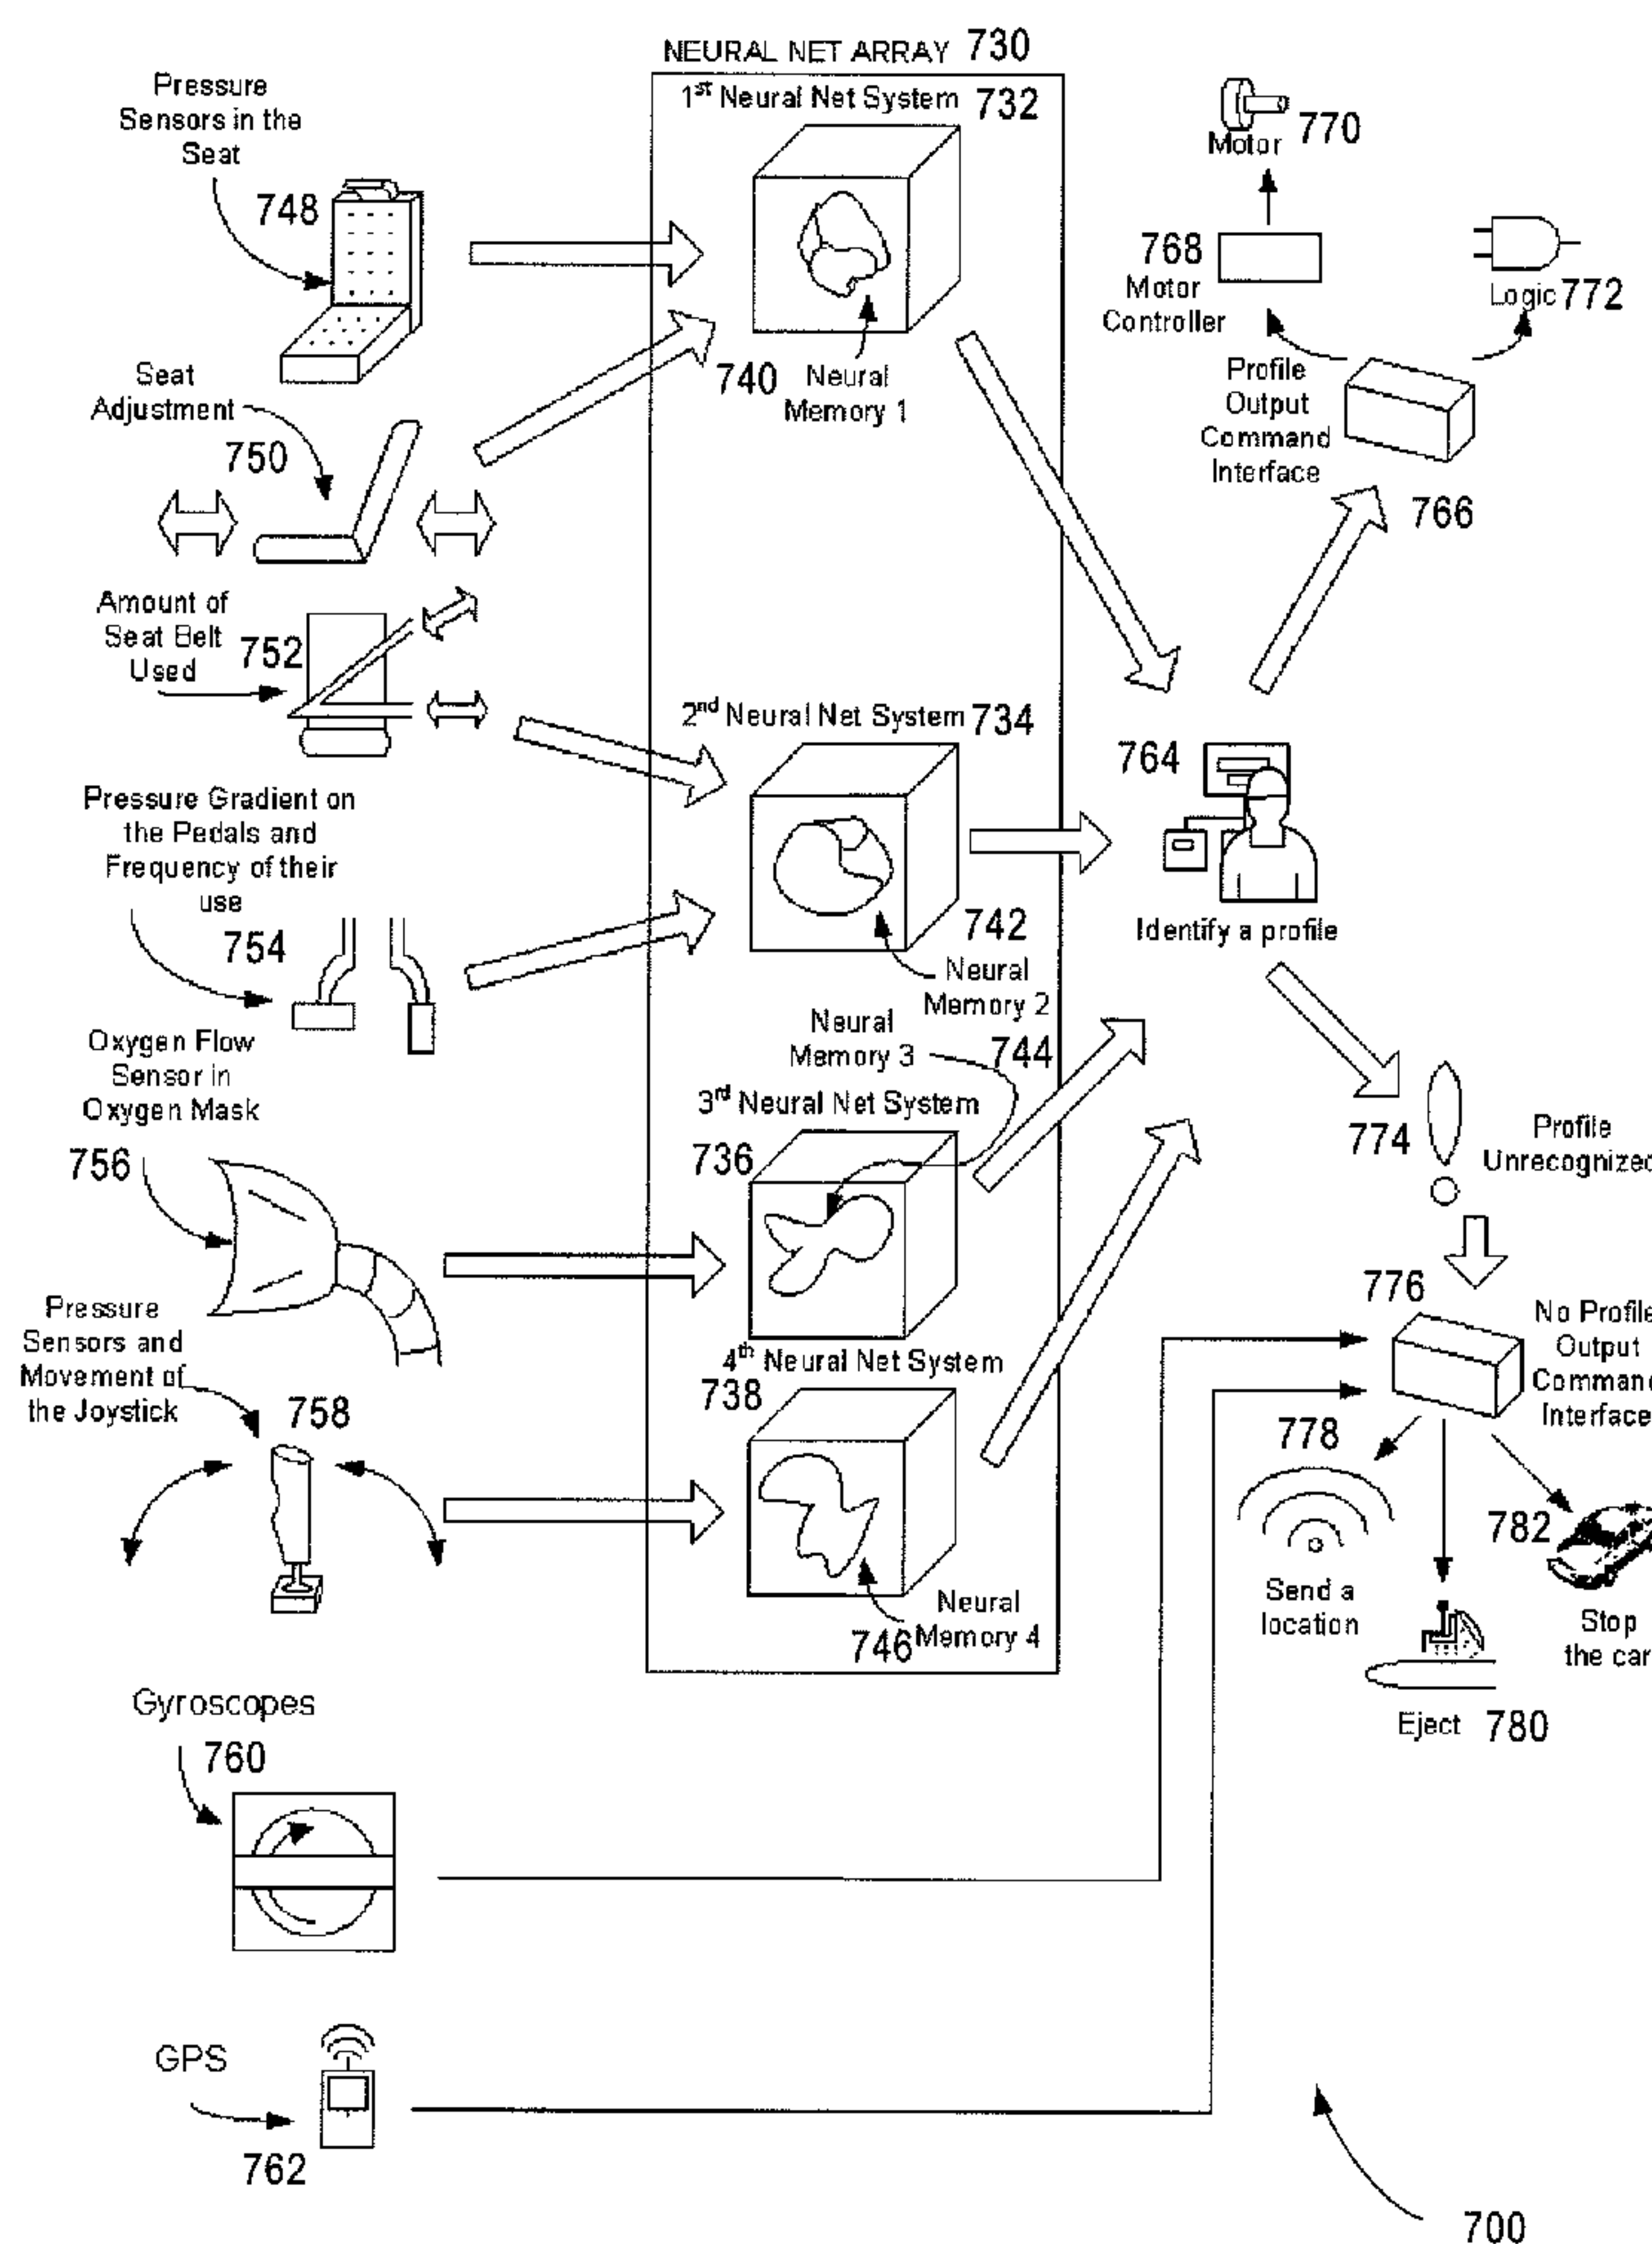 NEURAL NET ARRAY 730
1st Neural Net System 732
Pressure
Sensors in the
Seat
748
740 Neural
Memory 1
Motor 770
768
Motor
Controller
Logic 772
Profile
Output
Command
Interface
766
Seat
Adjustment
750
Amount of
Seat Belt
Used
752
2nd Neural Net System 734
742
Neural
Memory 2
764
Identify a profile
Pressure Gradient on
the Pedals and
Frequency of their
use
754
Neural
Memory 3 744
3rd Neural Net System
736
Oxygen Flow
Sensor in
Oxygen Mask
756
774
Profile
Unrecognized
776
No Profile
Output
Command
Interface
Pressure
Sensors and
Movement of
the Joystick
758
4th Neural Net System
738
Neural
746 Memory 4
778
Send a
location
782
Stop
the car
Eject 780
Gyroscopes
760
GPS
762
700